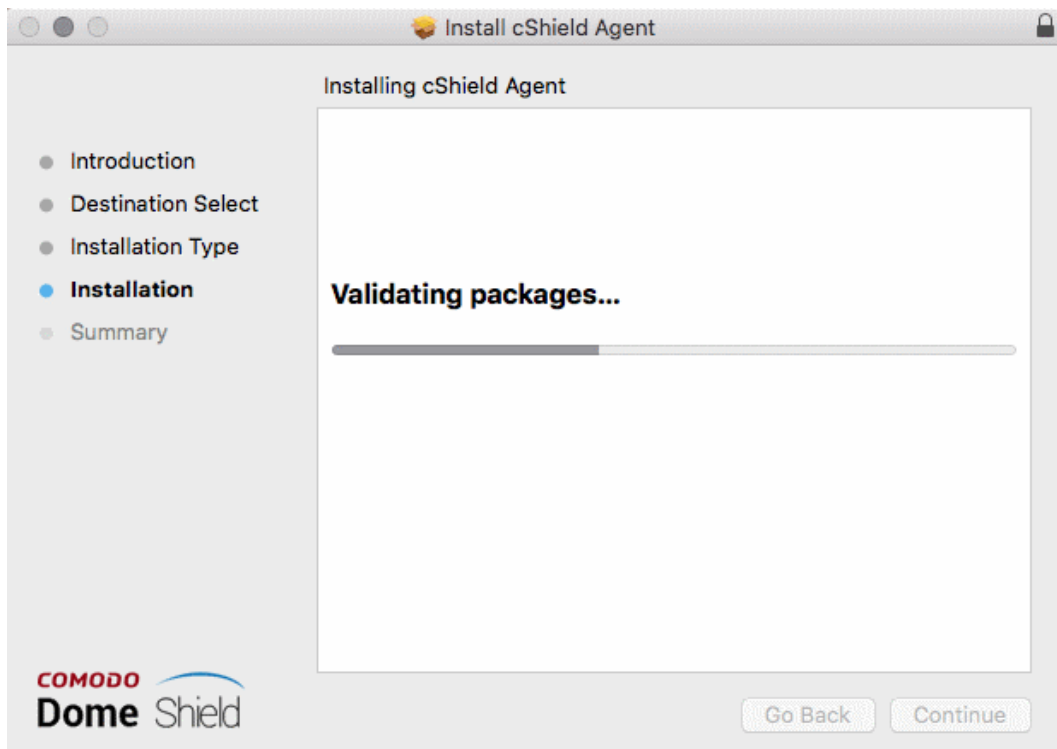 Install cShield Agent
Installing cShield Agent
Introduction
Destination Select
Installation Type
Installation
Summary
Validating packages...
COMODO
Dome Shield
Go Back
Continue